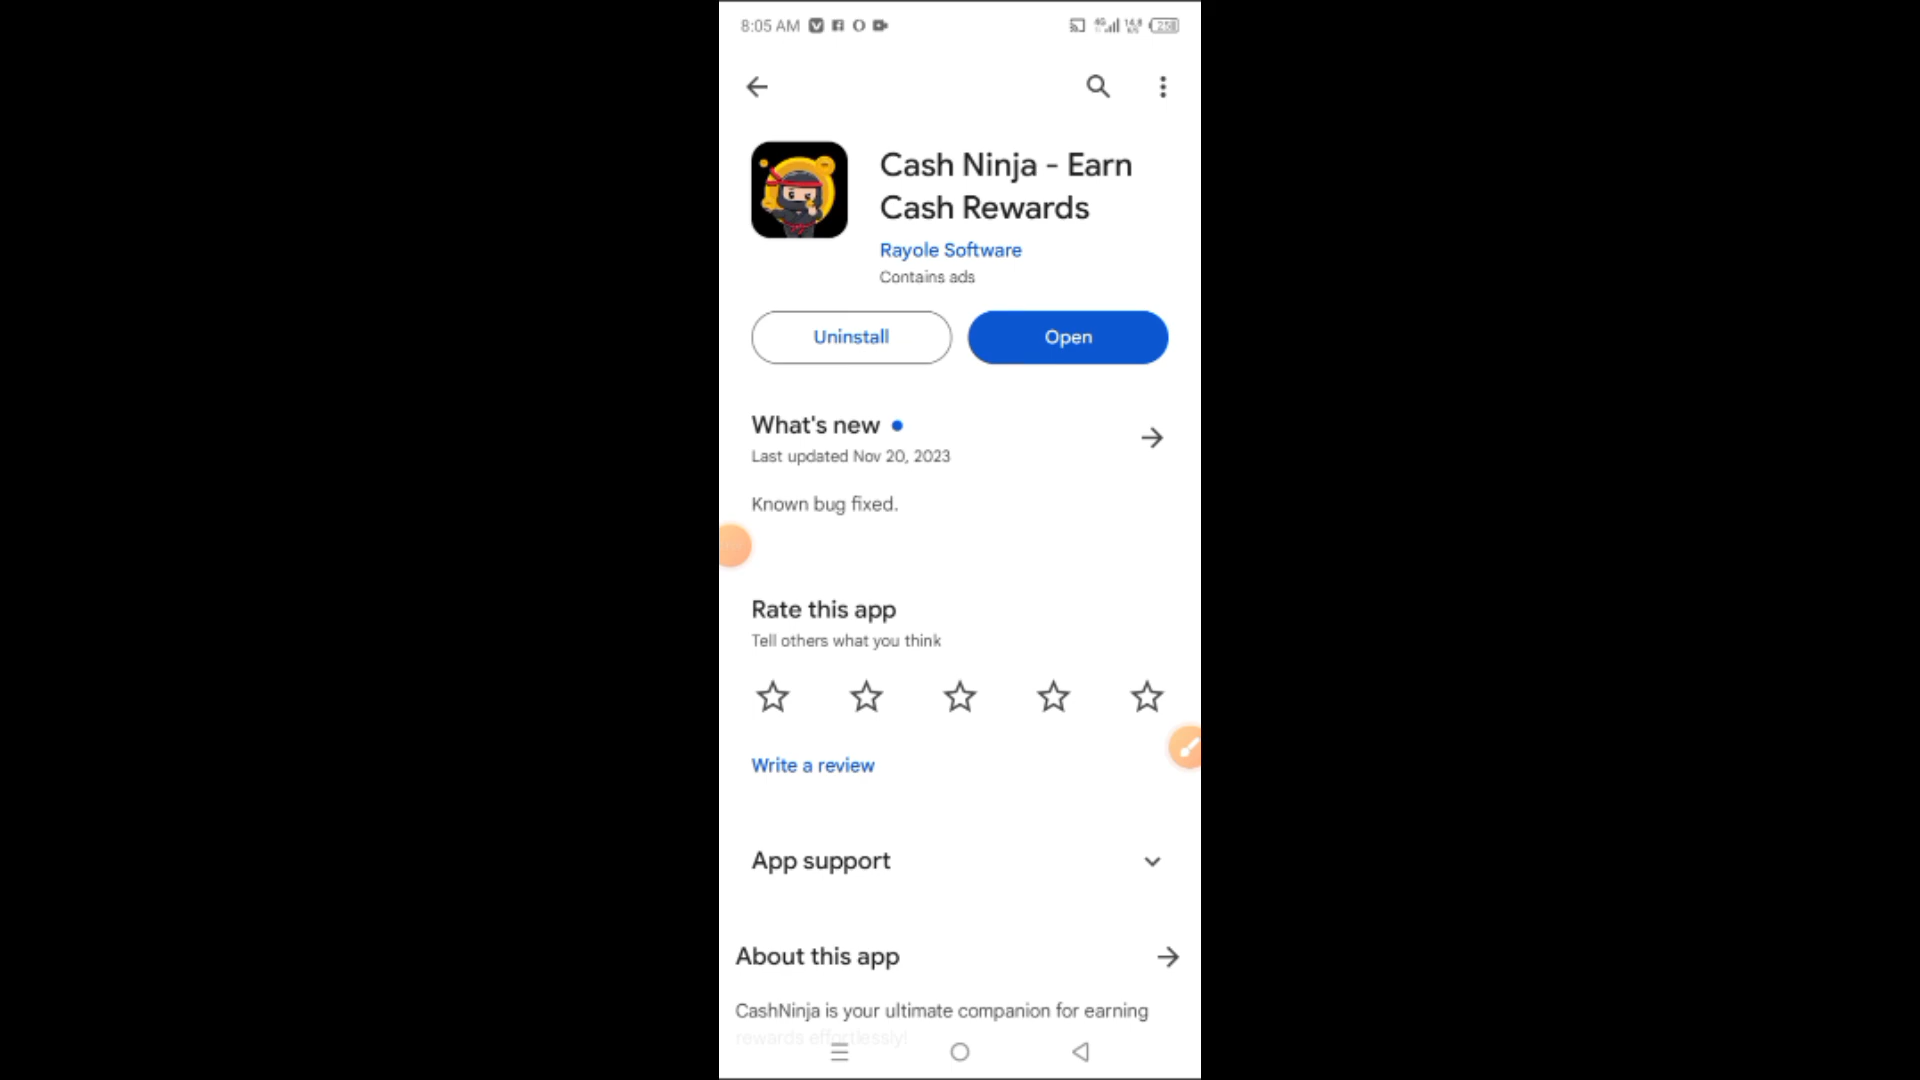 8:05 AM
Cash Ninja - Earn
Cash Rewards
Rayole Software
Contains ads
Uninstall
Open
What's new
Last updated Nov 20, 2023
Known bug fixed.
Rate this app
Tell others what you think
Write a review
App support
About this app
CashNinja is your ultimate companion for earning
rewards effortlessly!